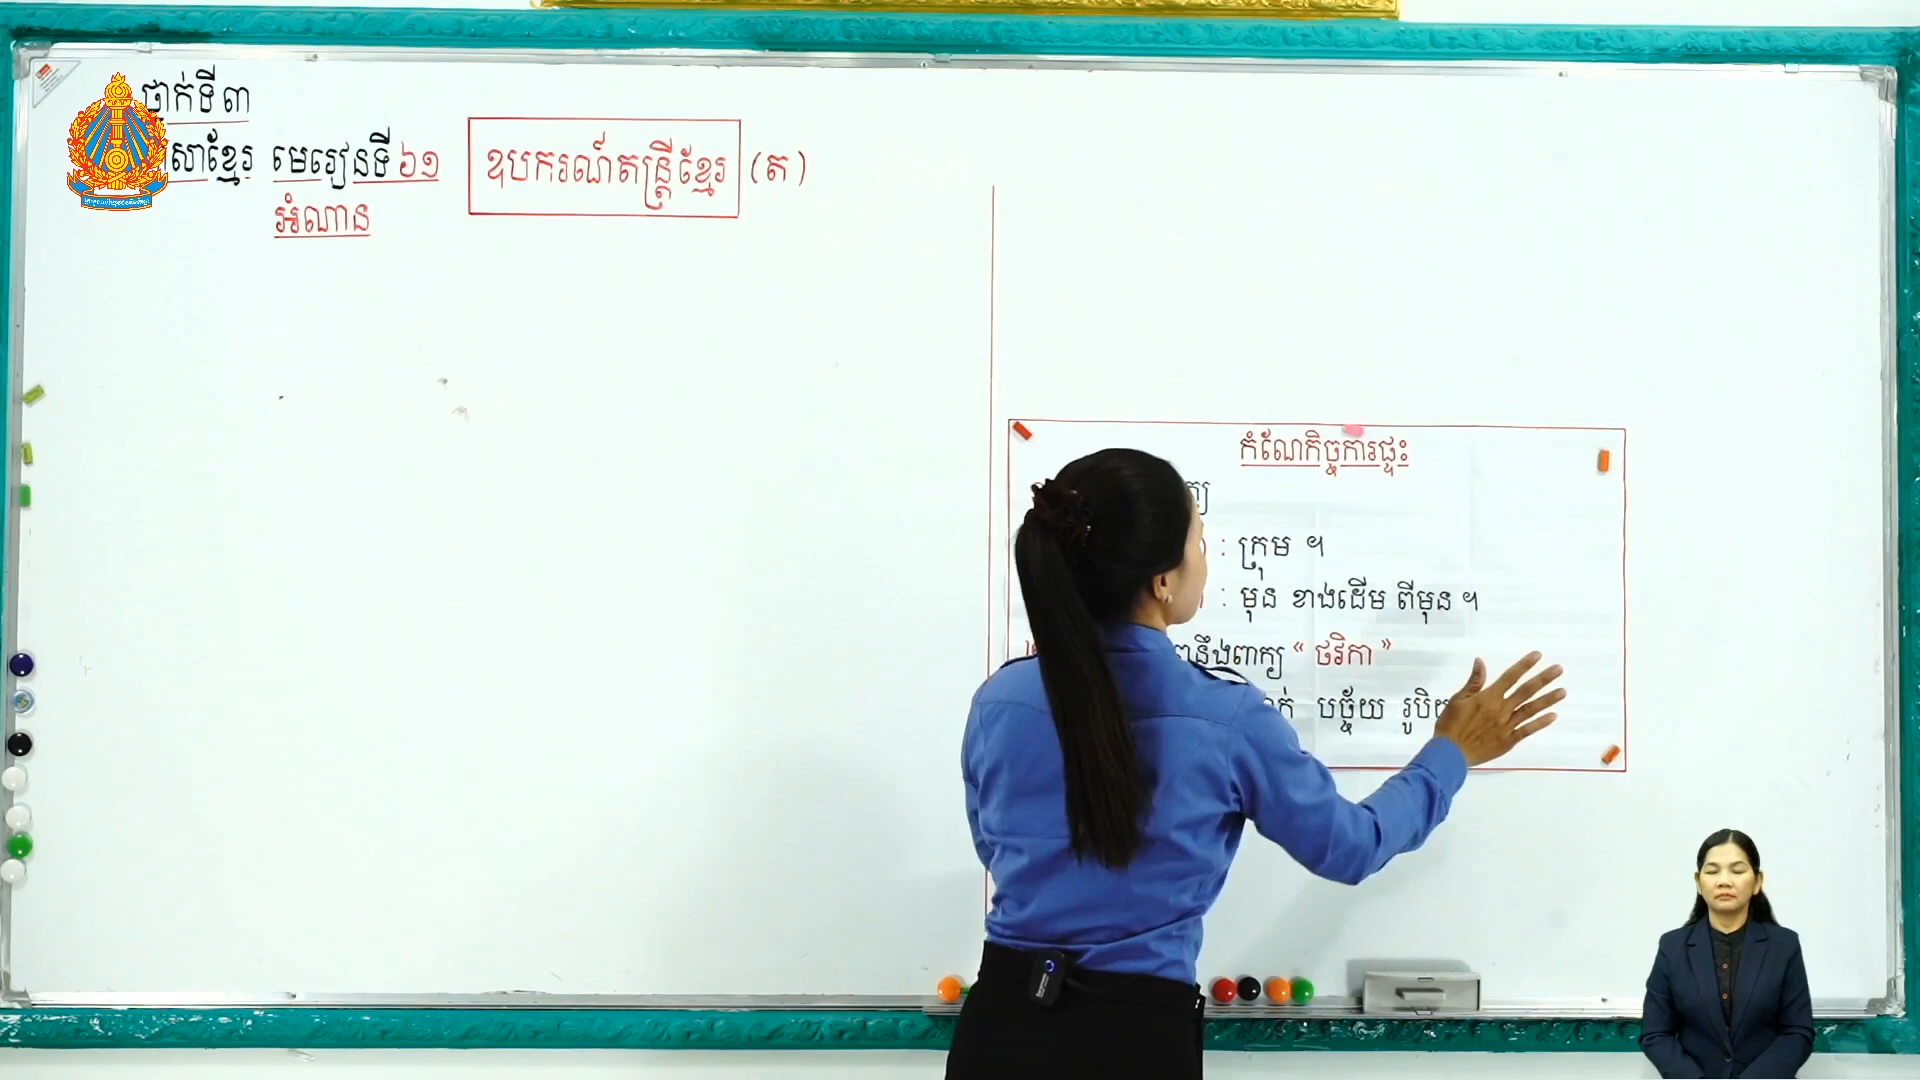 ថ្នាក់ទី ៣
ភាសាខ្មែរ មេរៀនទី ៦១ ឧបករណ៍តន្ត្រីខ្មែរ (ត)
អំណាន
កំណែកិច្ចការផ្ទះ
: ក្រុម ។
: មុន ខាងដើម ពីមុន ។
នឹងពាក្យ “ ថវិកា ”
បច្ច័យ